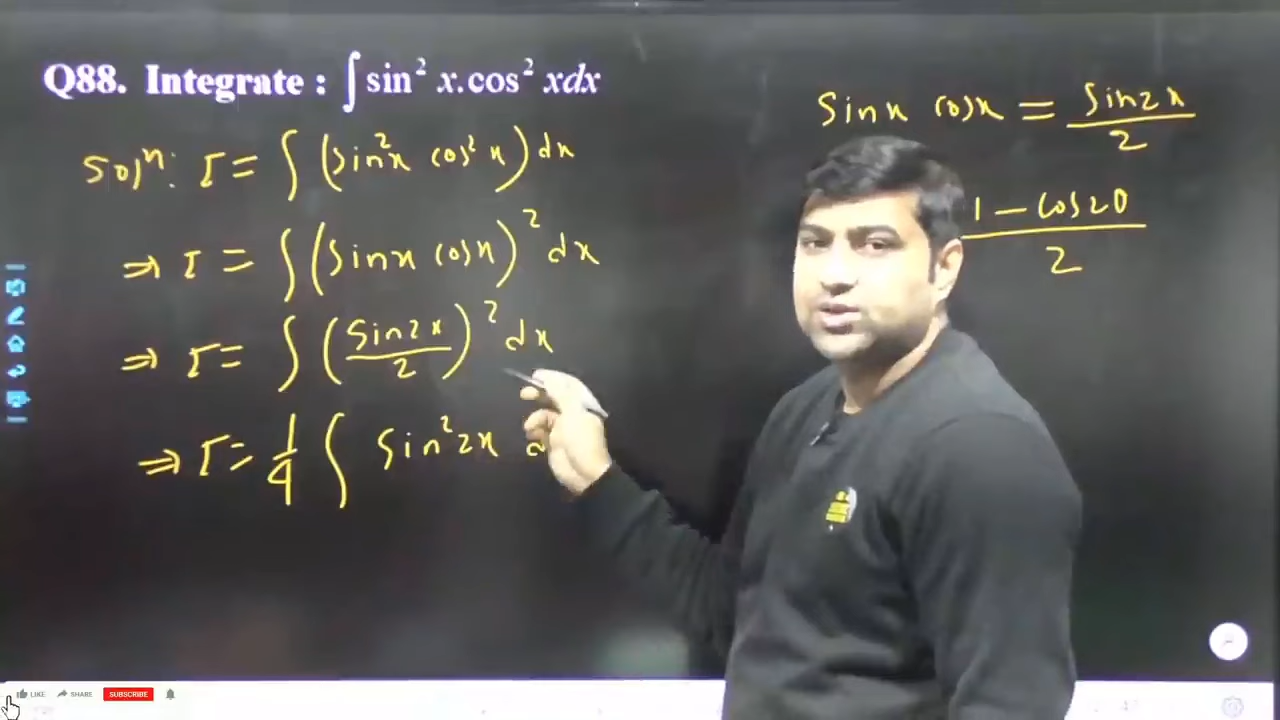 Q88. Integrate : ∫ sin² x.cos² xdx
Solⁿ: I = ∫ (sin²x cos²x) dx
⇒ I = ∫ (sinx cosx)² dx
⇒ I = ∫ (sin2x/2)² dx
⇒ I = 1/4 ∫ sin²2x
sinx cosx = sin2x/2
1 - cos2θ/2
LIKE SHARE SUBSCRIBE